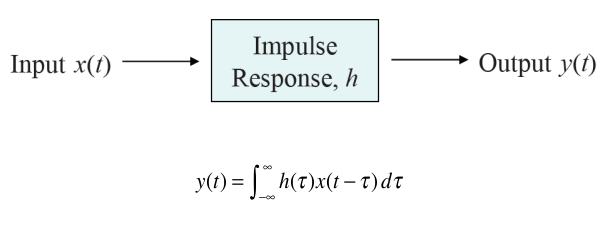 Input x(t)
Impulse
Response, h
Output y(t)
y(t) = ∫_{-∞}^{∞} h(τ)x(t − τ)dτ